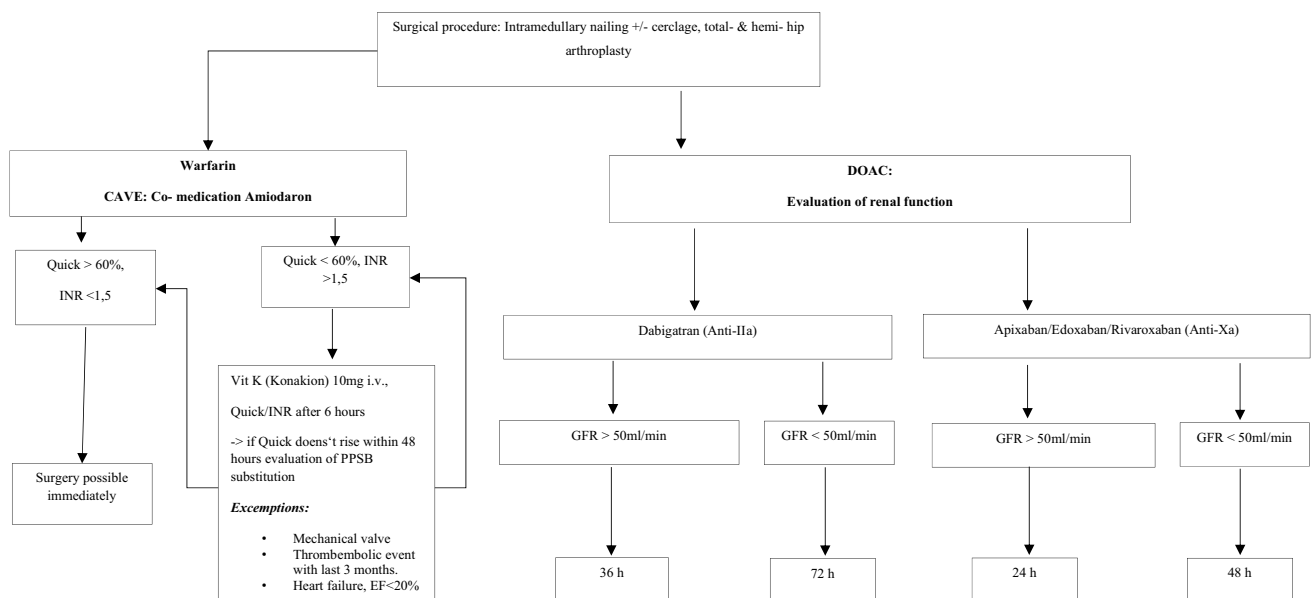 Surgical procedure: Intramedullary nailing +/- cerclage, total- & hemi- hip
arthroplasty
Warfarin
CAVE: Co- medication Amiodaron
DOAC:
Evaluation of renal function
Quick > 60%,
INR <1,5
Quick < 60%, INR
>1,5
Dabigatran (Anti-IIa)
Apixaban/Edoxaban/Rivaroxaban (Anti-Xa)
Vit K (Konakion) 10mg i.v.,
Quick/INR after 6 hours
-> if Quick doens‘t rise within 48
hours evaluation of PPSB
substitution
Excemptions:
• Mechanical valve
• Thrombembolic event
with last 3 months.
• Heart failure, EF<20%
GFR > 50ml/min
GFR < 50ml/min
GFR > 50ml/min
GFR < 50ml/min
Surgery possible
immediately
36 h
72 h
24 h
48 h